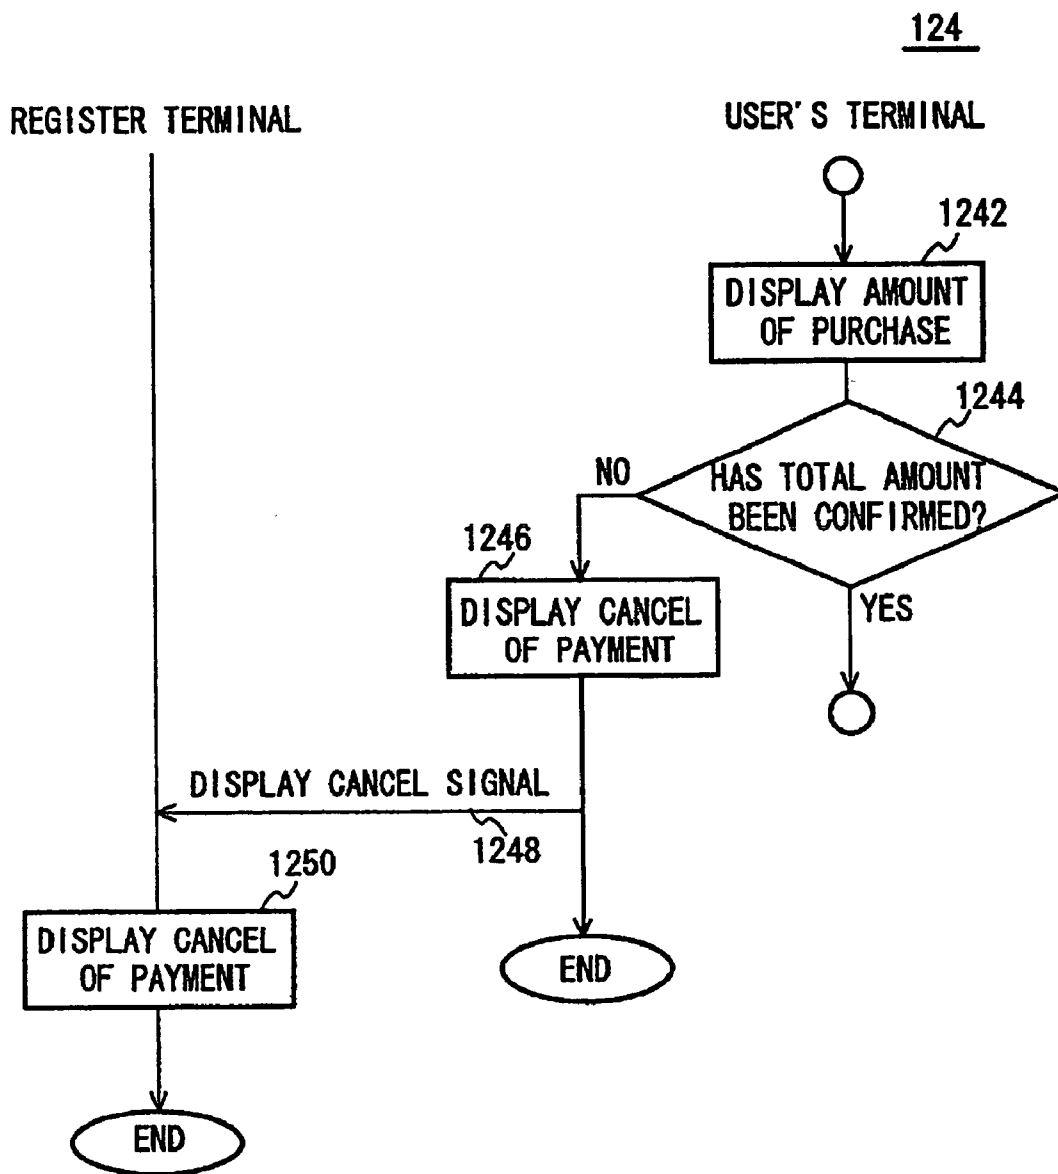 124
REGISTER TERMINAL
USER'S TERMINAL
1242
DISPLAY AMOUNT
OF PURCHASE
1244
HAS TOTAL AMOUNT
BEEN CONFIRMED?
NO
YES
1246
DISPLAY CANCEL
OF PAYMENT
DISPLAY CANCEL SIGNAL
1248
1250
DISPLAY CANCEL
OF PAYMENT
END
END